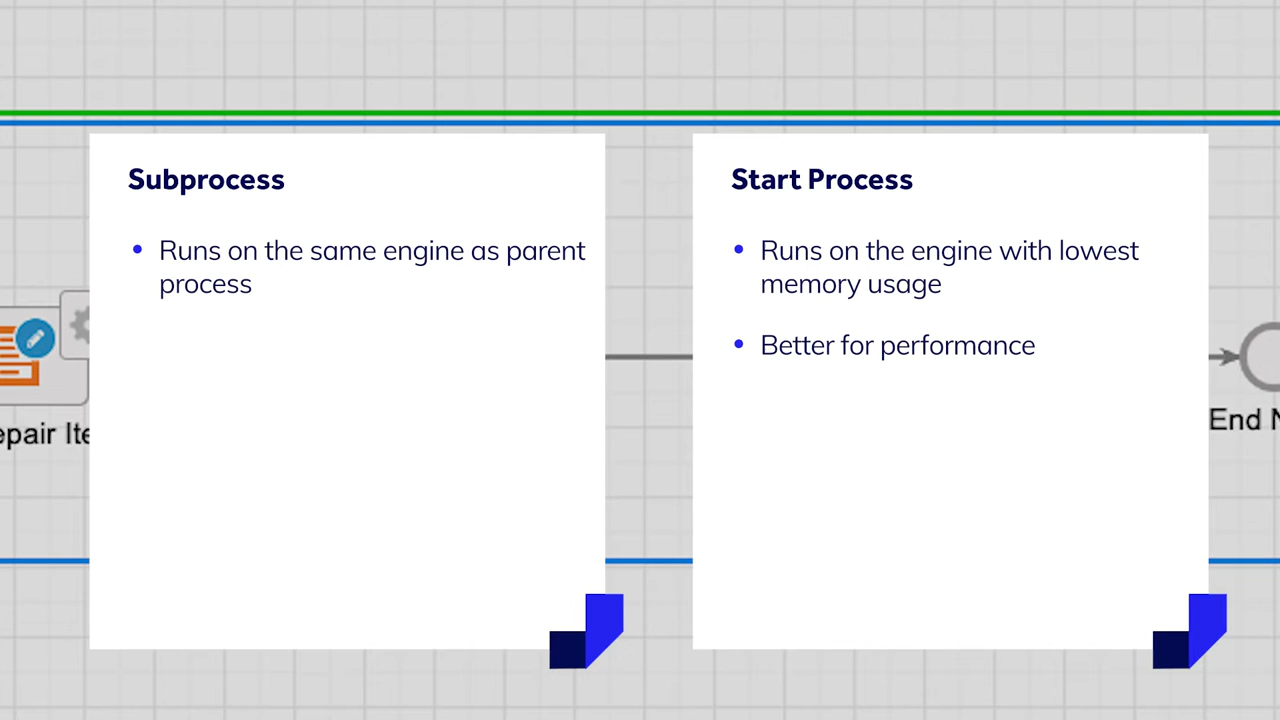 Subprocess
Runs on the same engine as parent
process
Start Process
Runs on the engine with lowest
memory usage
Better for performance
epair Ite
End N